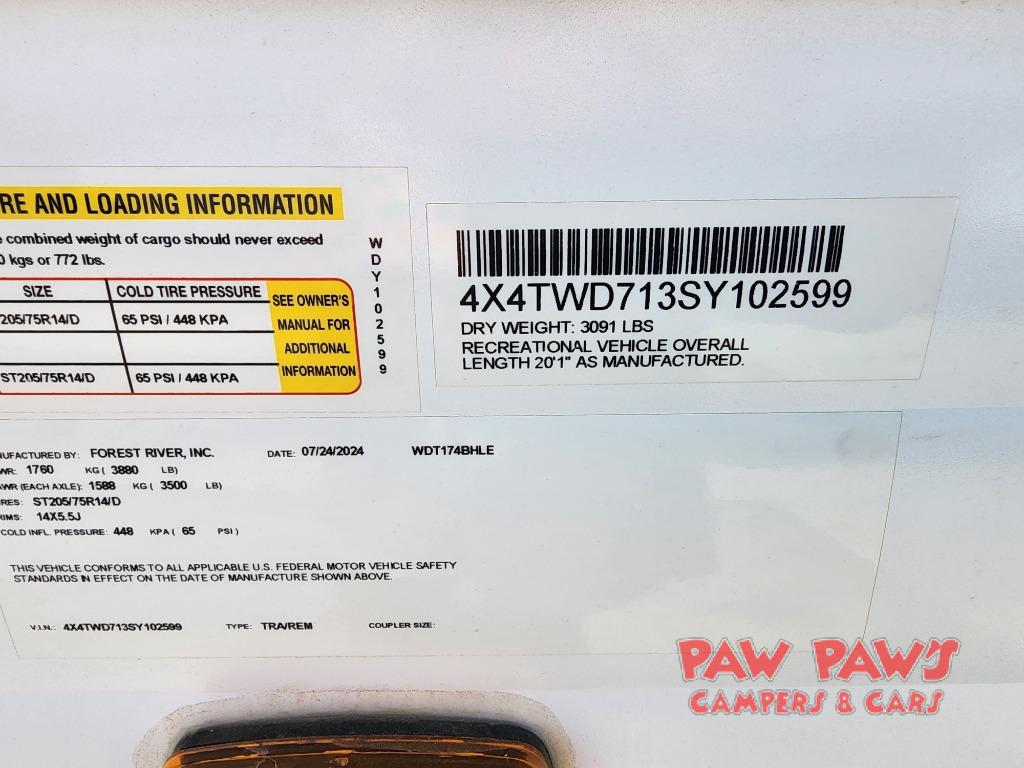 RE AND LOADING INFORMATION
combined weight of cargo should never exceed
0 kgs or 772 lbs.
SIZE COLD TIRE PRESSURE
205/75R14/D 65 PSI / 448 KPA
ST205/75R14/D 65 PSI / 448 KPA
SEE OWNER'S
MANUAL FOR
ADDITIONAL
INFORMATION
WDY102599
4X4TWD713SY102599
DRY WEIGHT: 3091 LBS
RECREATIONAL VEHICLE OVERALL
LENGTH 20'1" AS MANUFACTURED.
NUFACTURED BY: FOREST RIVER, INC. DATE: 07/24/2024 WDT174BHLE
WR: 1760 KG ( 3880 LB)
AWR (EACH AXLE): 1588 KG ( 3500 LB)
RES: ST205/75R14/D
RIMS: 14X5.5J
COLD INFL. PRESSURE: 448 KPA ( 65 PSI )
THIS VEHICLE CONFORMS TO ALL APPLICABLE U.S. FEDERAL MOTOR VEHICLE SAFETY
STANDARDS IN EFFECT ON THE DATE OF MANUFACTURE SHOWN ABOVE.
V.I.N.: 4X4TWD713SY102599 TYPE: TRA/REM COUPLER SIZE:
PAW PAW'S
CAMPERS & CARS